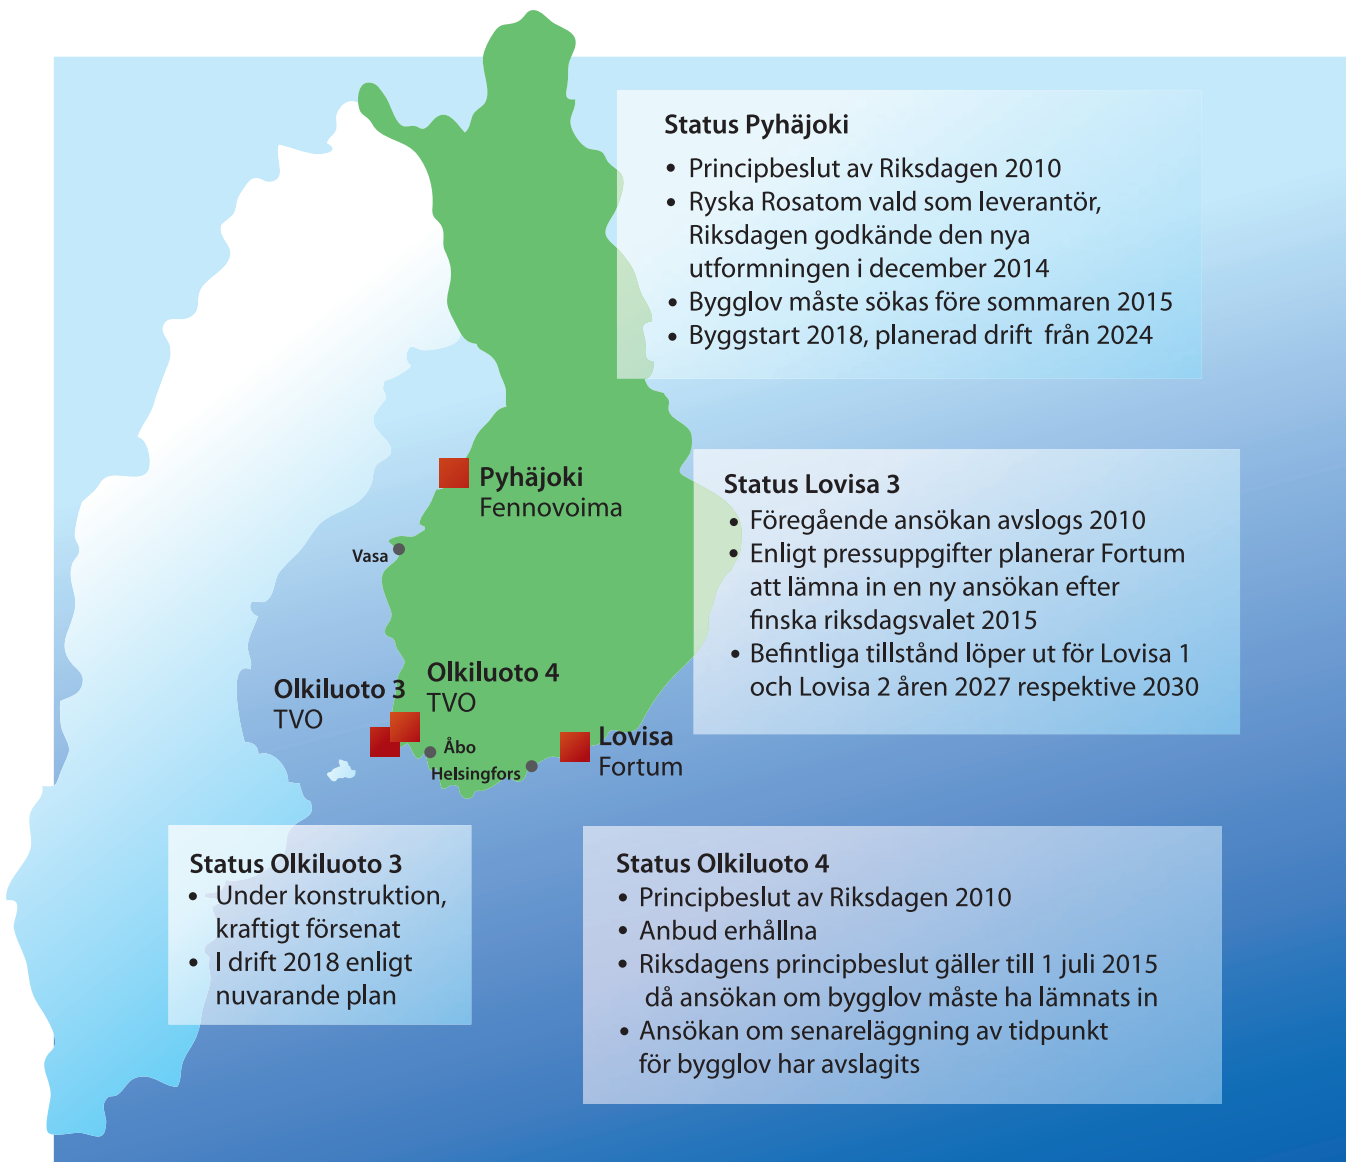 Status Pyhäjoki
• Principbeslut av Riksdagen 2010
• Ryska Rosatom vald som leverantör,
Riksdagen godkände den nya
utformningen i december 2014
• Bygglov måste sökas före sommaren 2015
• Byggstart 2018, planerad drift från 2024
Pyhäjoki
Fennovoima
Vasa
Status Lovisa 3
• Föregående ansökan avslogs 2010
• Enligt pressuppgifter planerar Fortum
att lämna in en ny ansökan efter
finska riksdagsvalet 2015
• Befintliga tillstånd löper ut för Lovisa 1
och Lovisa 2 åren 2027 respektive 2030
Olkiluoto 4
TVO
Olkiluoto 3
TVO
Åbo
Helsingfors
Lovisa
Fortum
Status Olkiluoto 3
• Under konstruktion,
kraftigt försenat
• I drift 2018 enligt
nuvarande plan
Status Olkiluoto 4
• Principbeslut av Riksdagen 2010
• Anbud erhållna
• Riksdagens principbeslut gäller till 1 juli 2015
då ansökan om bygglov måste ha lämnats in
• Ansökan om senareläggning av tidpunkt
för bygglov har avslagits